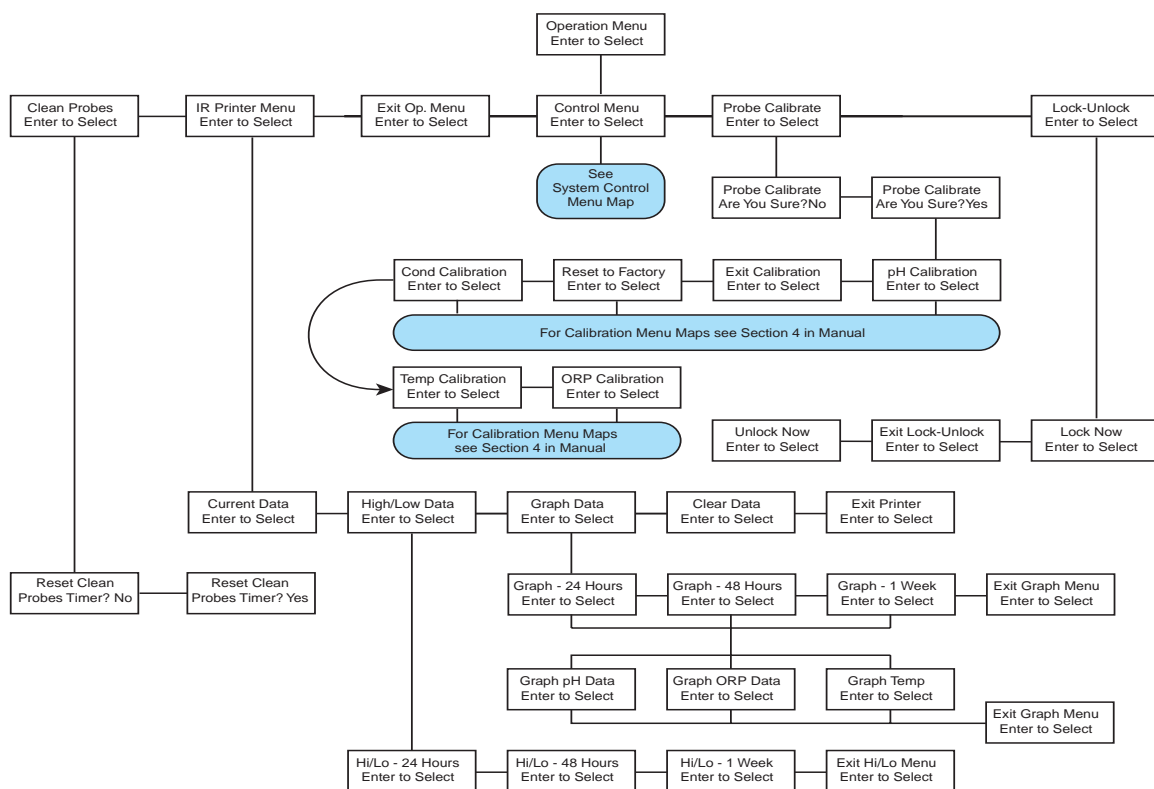 Operation Menu
Enter to Select
Clean Probes
Enter to Select
IR Printer Menu
Enter to Select
Exit Op. Menu
Enter to Select
Control Menu
Enter to Select
Probe Calibrate
Enter to Select
Lock-Unlock
Enter to Select
See
System Control
Menu Map
Probe Calibrate
Are You Sure?No
Probe Calibrate
Are You Sure?Yes
Cond Calibration
Enter to Select
Reset to Factory
Enter to Select
Exit Calibration
Enter to Select
pH Calibration
Enter to Select
For Calibration Menu Maps see Section 4 in Manual
Temp Calibration
Enter to Select
ORP Calibration
Enter to Select
For Calibration Menu Maps
see Section 4 in Manual
Unlock Now
Enter to Select
Exit Lock-Unlock
Enter to Select
Lock Now
Enter to Select
Current Data
Enter to Select
High/Low Data
Enter to Select
Graph Data
Enter to Select
Clear Data
Enter to Select
Exit Printer
Enter to Select
Reset Clean
Probes Timer? No
Reset Clean
Probes Timer? Yes
Graph - 24 Hours
Enter to Select
Graph - 48 Hours
Enter to Select
Graph - 1 Week
Enter to Select
Exit Graph Menu
Enter to Select
Graph pH Data
Enter to Select
Graph ORP Data
Enter to Select
Graph Temp
Enter to Select
Exit Graph Menu
Enter to Select
Hi/Lo - 24 Hours
Enter to Select
Hi/Lo - 48 Hours
Enter to Select
Hi/Lo - 1 Week
Enter to Select
Exit Hi/Lo Menu
Enter to Select